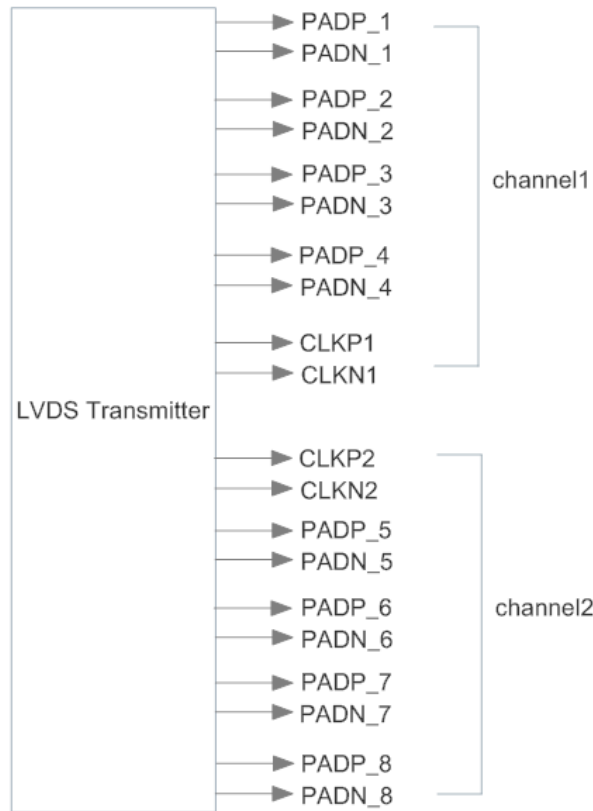 PADP_1
PADN_1
PADP_2
PADN_2
PADP_3
channel1
PADN_3
PADP_4
PADN_4
CLKP1
CLKN1
LVDS Transmitter
CLKP2
CLKN2
PADP_5
PADN_5
PADP_6
channel2
PADN_6
PADP_7
PADN_7
PADP_8
PADN_8